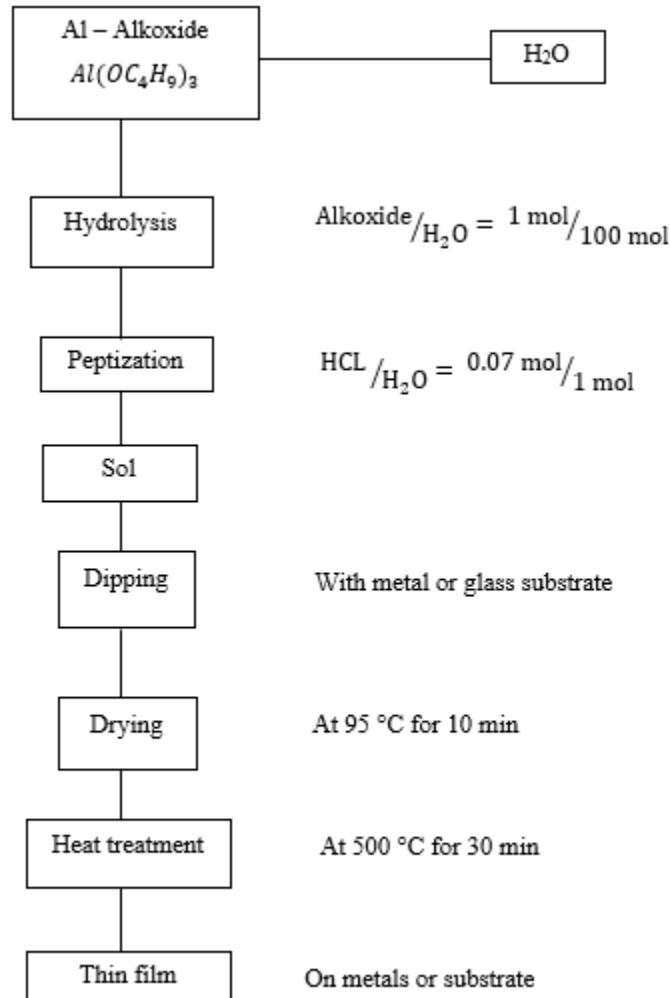 Al – Alkoxide
Al(OC₄H₉)₃
H₂O
Hydrolysis
Alkoxide/H₂O = 1 mol/100 mol
Peptization
HCL/H₂O = 0.07 mol/1 mol
Sol
Dipping
With metal or glass substrate
Drying
At 95 °C for 10 min
Heat treatment
At 500 °C for 30 min
Thin film
On metals or substrate